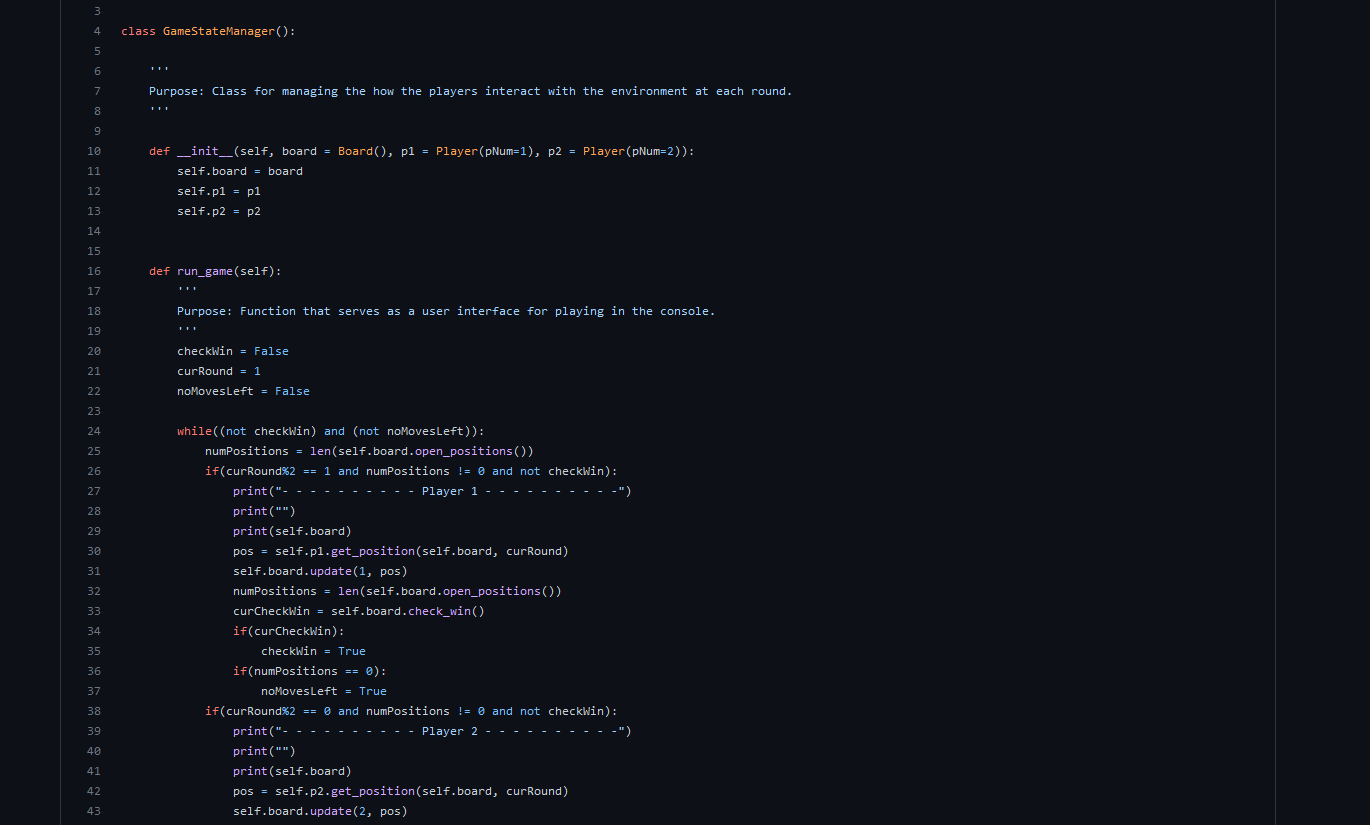 3
4 class GameStateManager():
5
6     '''
7     Purpose: Class for managing the how the players interact with the environment at each round.
8     '''
9
10     def __init__(self, board = Board(), p1 = Player(pNum=1), p2 = Player(pNum=2)):
11         self.board = board
12         self.p1 = p1
13         self.p2 = p2
14
15
16     def run_game(self):
17         '''
18         Purpose: Function that serves as a user interface for playing in the console.
19         '''
20         checkWin = False
21         curRound = 1
22         noMovesLeft = False
23
24         while((not checkWin) and (not noMovesLeft)):
25             numPositions = len(self.board.open_positions())
26             if(curRound%2 == 1 and numPositions != 0 and not checkWin):
27                 print("- - - - - - - - - - Player 1 - - - - - - - - - -")
28                 print("")
29                 print(self.board)
30                 pos = self.p1.get_position(self.board, curRound)
31                 self.board.update(1, pos)
32                 numPositions = len(self.board.open_positions())
33                 curCheckWin = self.board.check_win()
34                 if(curCheckWin):
35                     checkWin = True
36                 if(numPositions == 0):
37                     noMovesLeft = True
38             if(curRound%2 == 0 and numPositions != 0 and not checkWin):
39                 print("- - - - - - - - - - Player 2 - - - - - - - - - -")
40                 print("")
41                 print(self.board)
42                 pos = self.p2.get_position(self.board, curRound)
43                 self.board.update(2, pos)